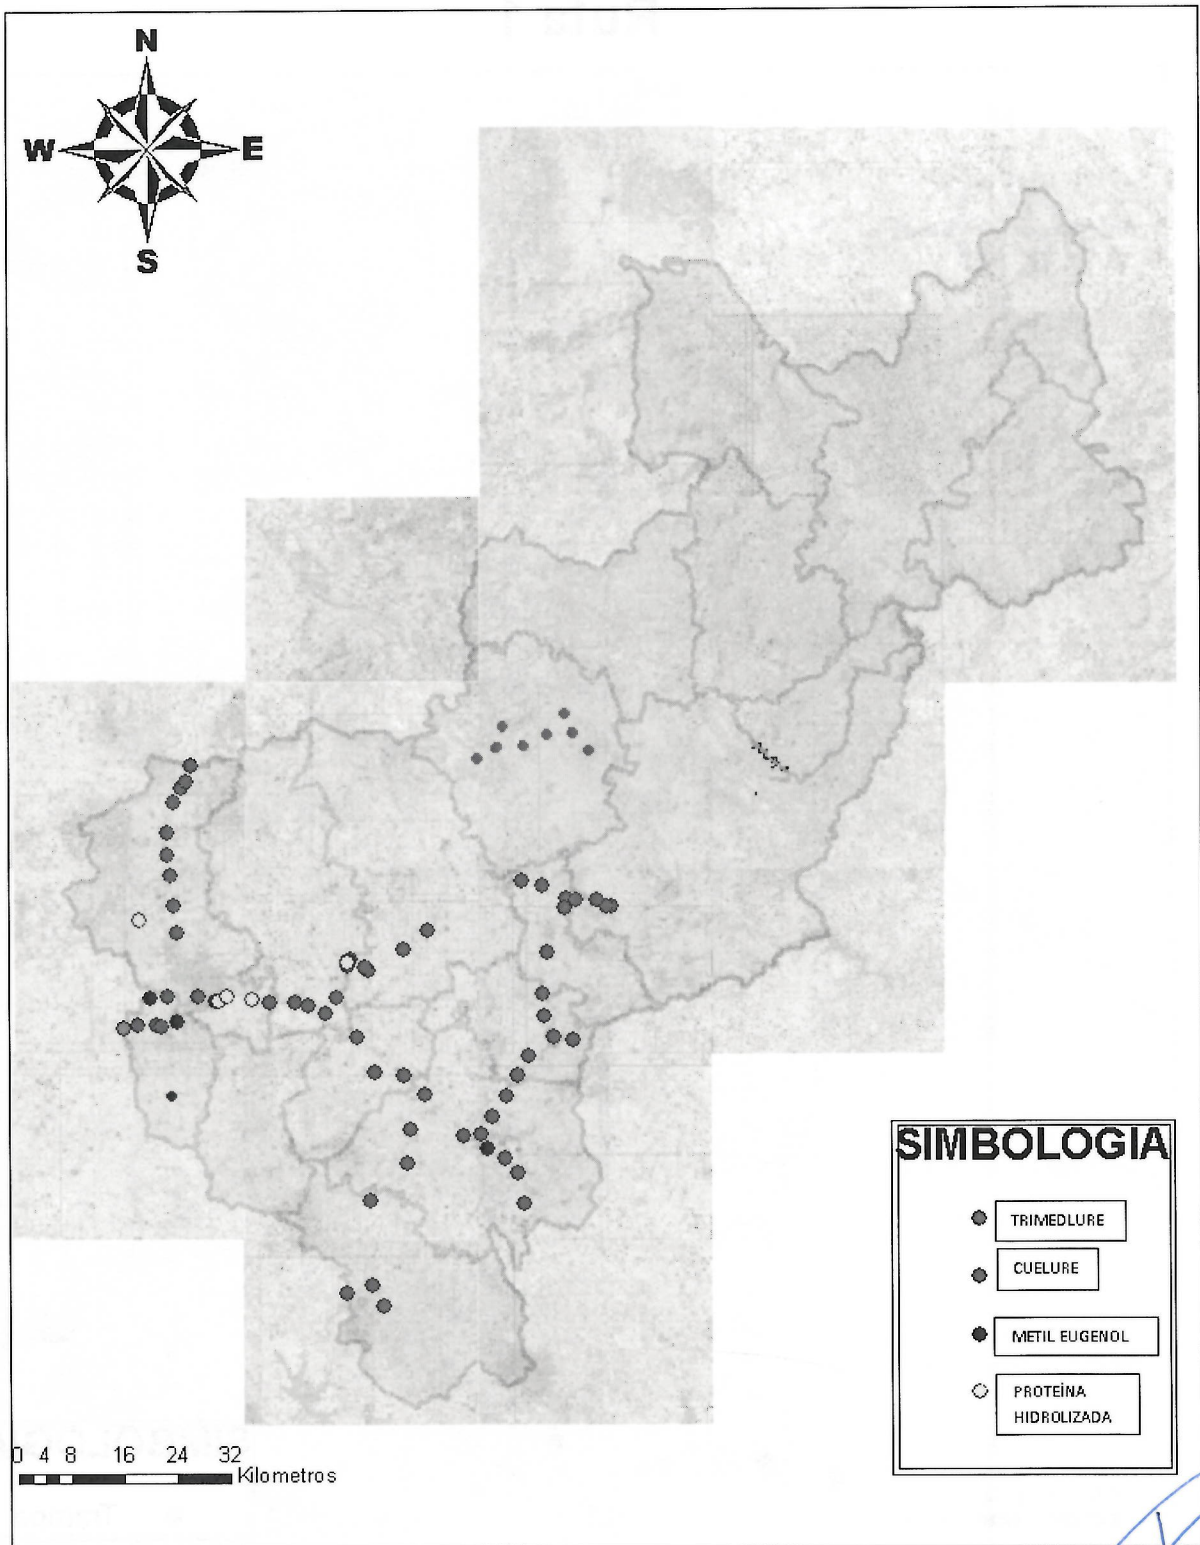 N
W E
S
SIMBOLOGIA
TRIMEDLURE
CUELURE
METIL EUGENOL
PROTEÍNA
HIDROLIZADA
0 4 8 16 24 32
Kilometros